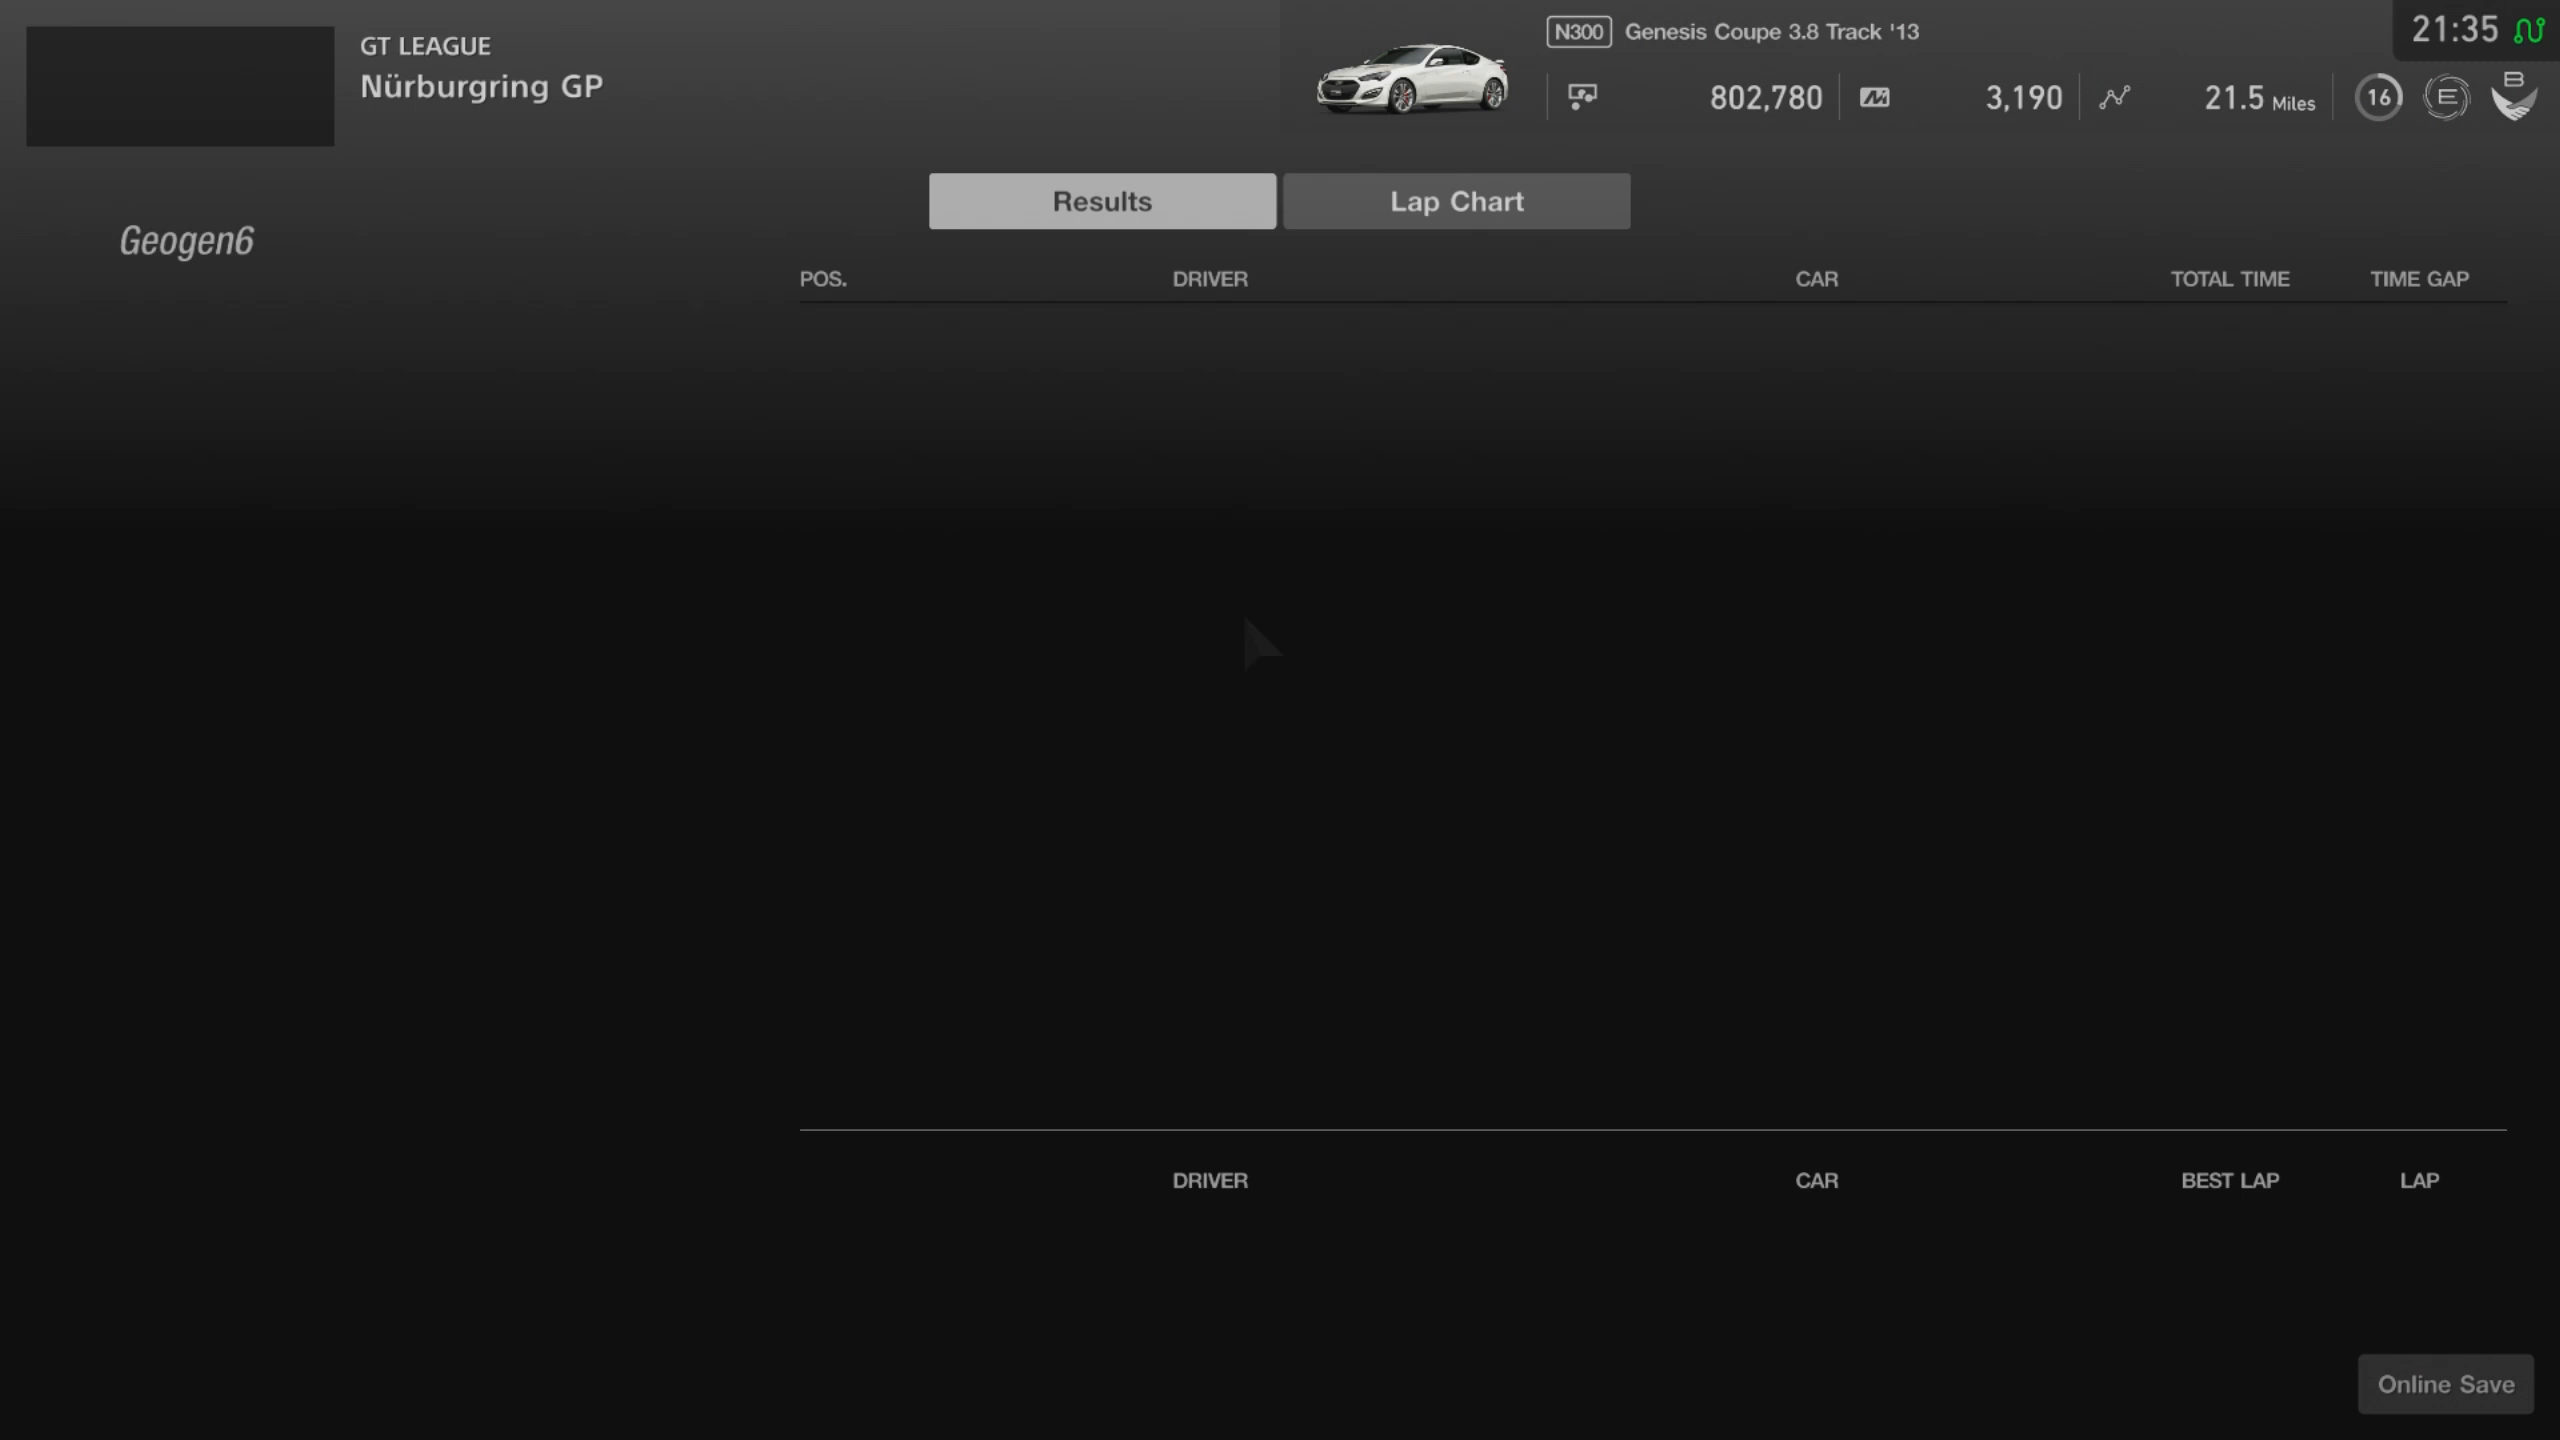 GT LEAGUE
Nürburgring GP
N300 Genesis Coupe 3.8 Track '13
21:35
802,780
3,190
21.5 Miles
16
E
B
Results
Lap Chart
Geogen6
POS. DRIVER CAR TOTAL TIME TIME GAP
DRIVER CAR BEST LAP LAP
Online Save